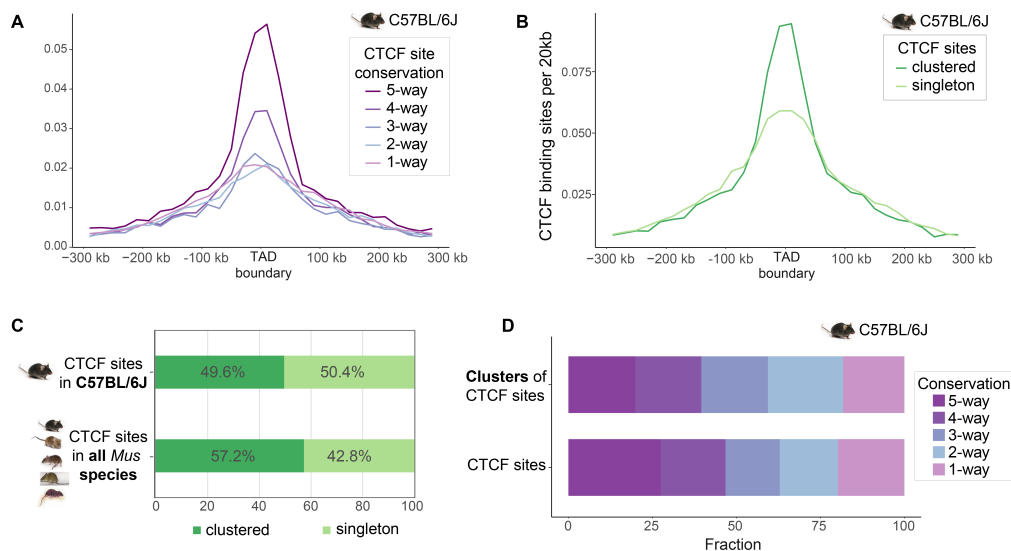 A
C57BL/6J
CTCF site
conservation
5-way
4-way
3-way
2-way
1-way
0.05
0.04
0.03
0.02
0.01
0.00
−300 kb
−200 kb
-100 kb
TAD
boundary
100 kb
200 kb
300 kb
B
C57BL/6J
CTCF sites
clustered
singleton
CTCF binding sites per 20kb
0.075
0.050
0.025
−300 kb
−200 kb
-100 kb
TAD
boundary
100 kb
200 kb
300 kb
C
CTCF sites
in C57BL/6J
49.6%
50.4%
CTCF sites
in all Mus
species
57.2%
42.8%
0
20
40
60
80
100
clustered
singleton
D
C57BL/6J
Clusters of
CTCF sites
CTCF sites
Conservation
5-way
4-way
3-way
2-way
1-way
0
25
50
75
100
Fraction